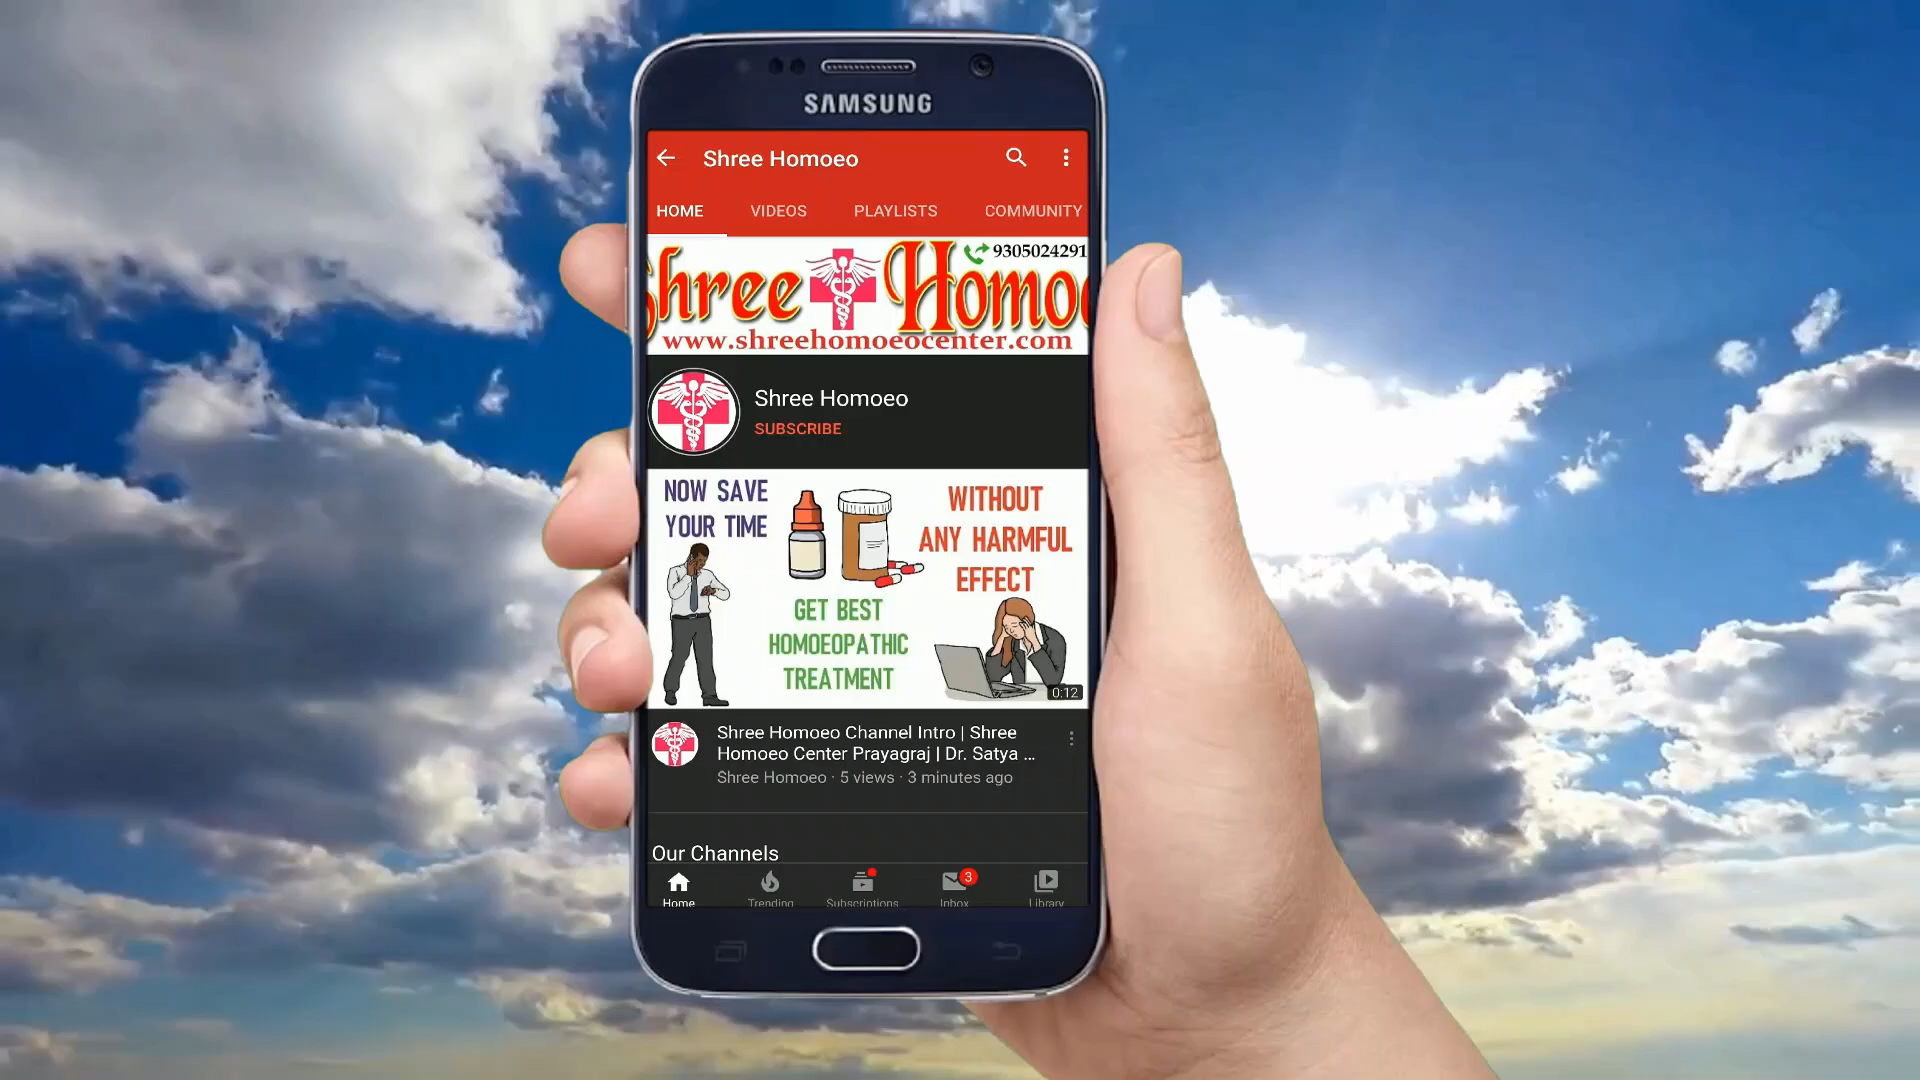 SAMSUNG
Shree Homoeo
HOME VIDEOS PLAYLISTS COMMUNITY
9305024291
Shree Homoe
www.shreehomoeocenter.com
Shree Homoeo
SUBSCRIBE
NOW SAVE
YOUR TIME
WITHOUT
ANY HARMFUL
EFFECT
GET BEST
HOMOEOPATHIC
TREATMENT
0:12
Shree Homoeo Channel Intro | Shree
Homoeo Center Prayagraj | Dr. Satya ...
Shree Homoeo · 5 views · 3 minutes ago
Our Channels
3
Home Trending Subscriptions Inbox Library